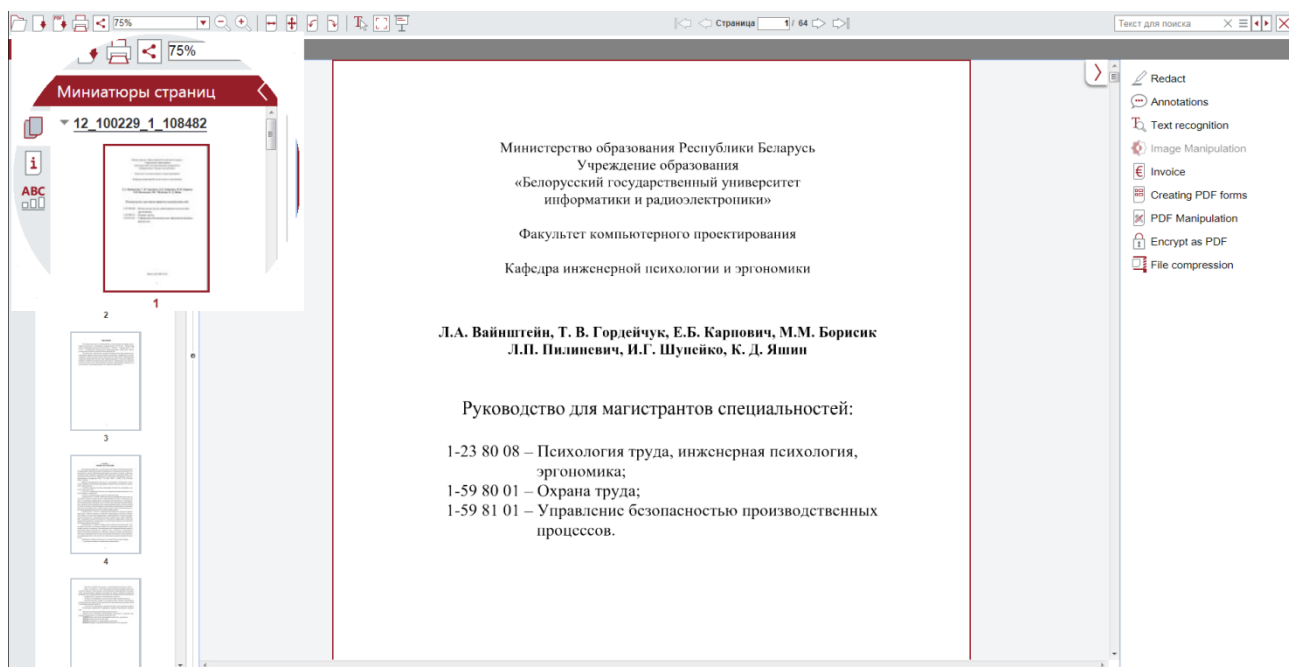 75%
Страница 1 / 64
Текст для поиска
75%
Миниатюры страниц
12_100229_1_108482
ABC
1
2
3
4
Министерство образования Республики Беларусь
Учреждение образования
«Белорусский государственный университет
информатики и радиоэлектроники»
Факультет компьютерного проектирования
Кафедра инженерной психологии и эргономики
Л.А. Вайнштейн, Т. В. Гордейчук, Е.Б. Карпович, М.М. Борисик
Л.П. Пилиневич, И.Г. Шупейко, К. Д. Яшин
Руководство для магистрантов специальностей:
1-23 80 08 – Психология труда, инженерная психология,
эргономика;
1-59 80 01 – Охрана труда;
1-59 81 01 – Управление безопасностью производственных
процессов.
Redact
Annotations
Text recognition
Image Manipulation
Invoice
Creating PDF forms
PDF Manipulation
Encrypt as PDF
File compression